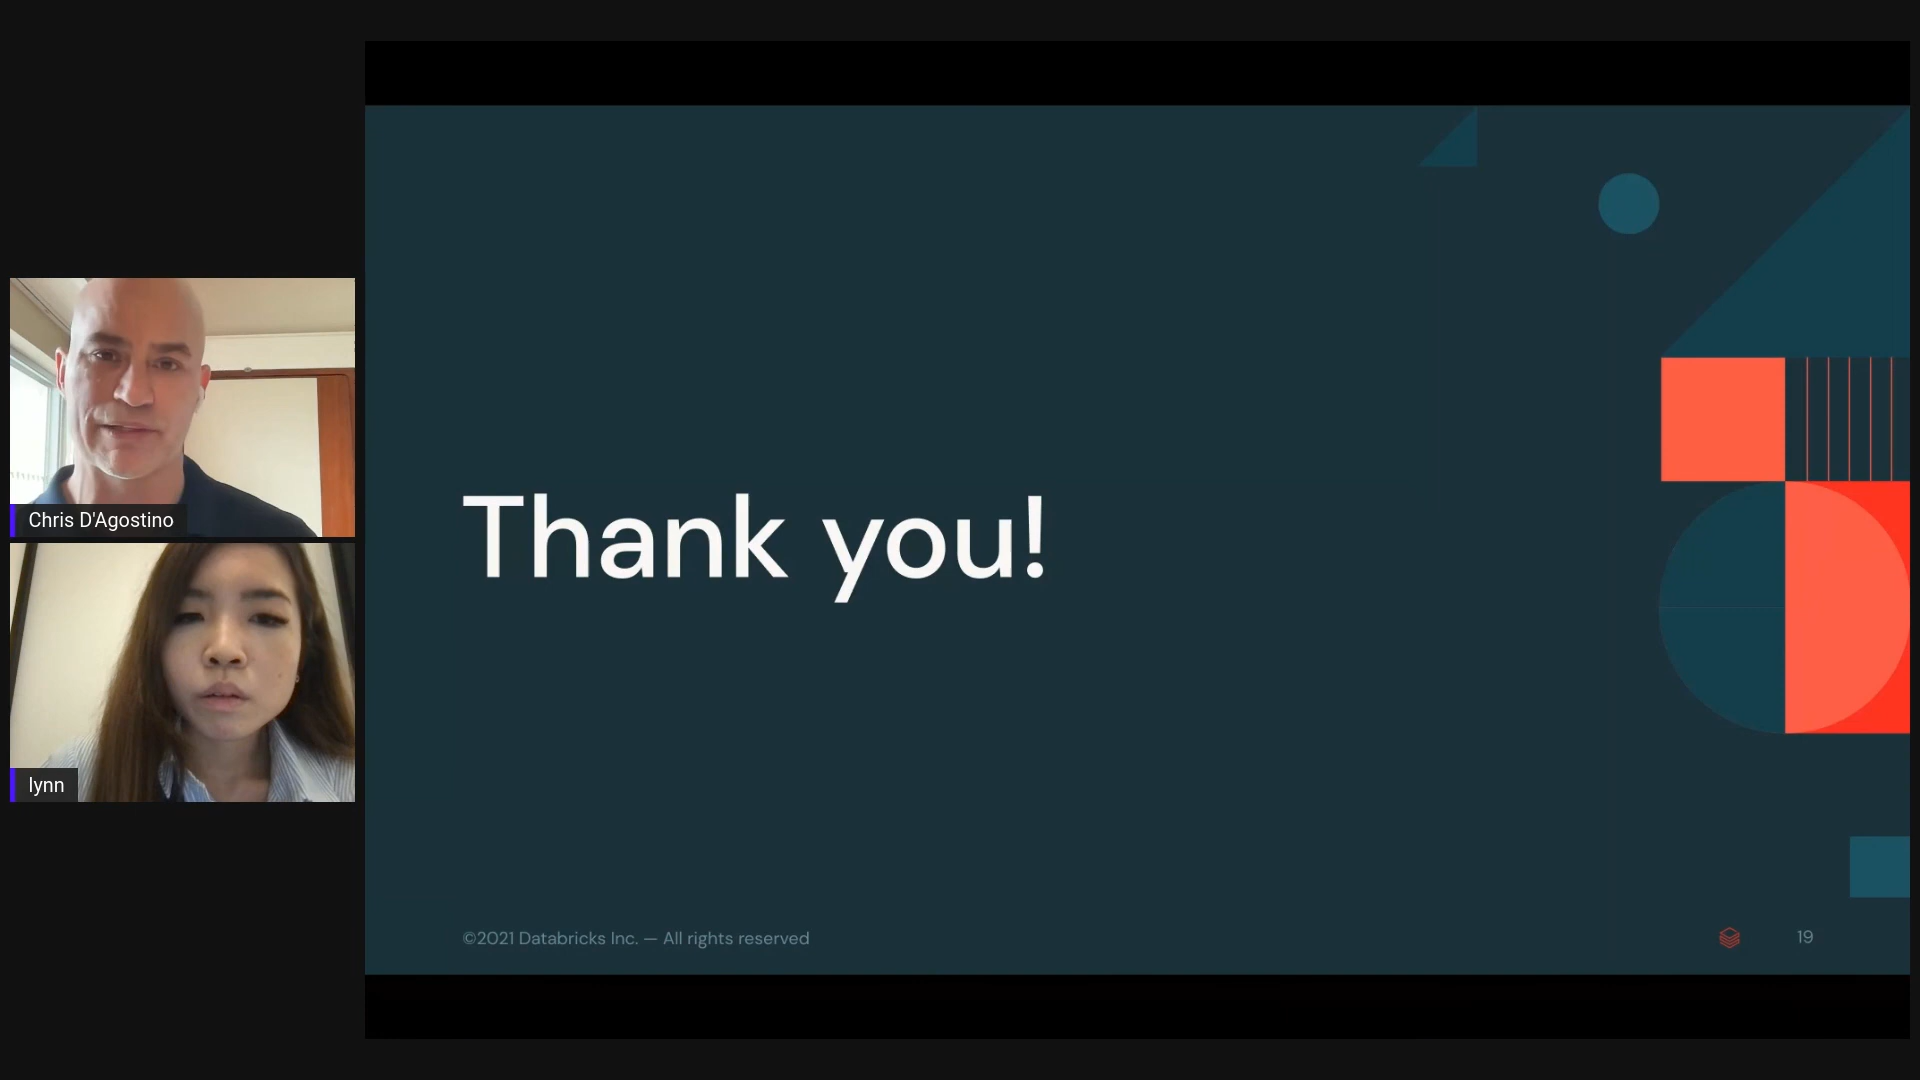 Chris D'Agostino
lynn
Thank you!
©2021 Databricks Inc. — All rights reserved
19